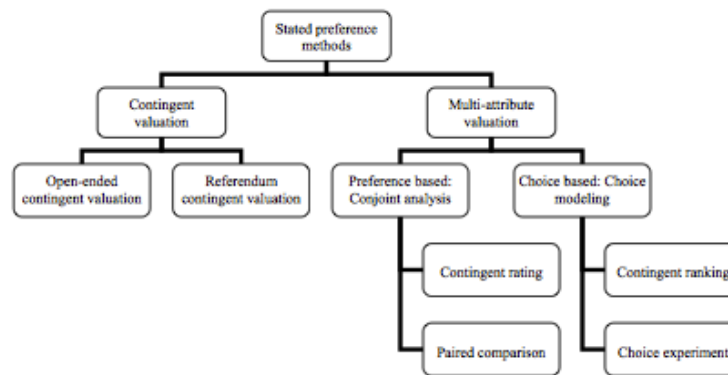 Stated preference
methods
Contingent
valuation
Multi-attribute
valuation
Open-ended
contingent valuation
Referendum
contingent valuation
Preference based:
Conjoint analysis
Choice based: Choice
modeling
Contingent rating
Contingent ranking
Paired comparison
Choice experiment